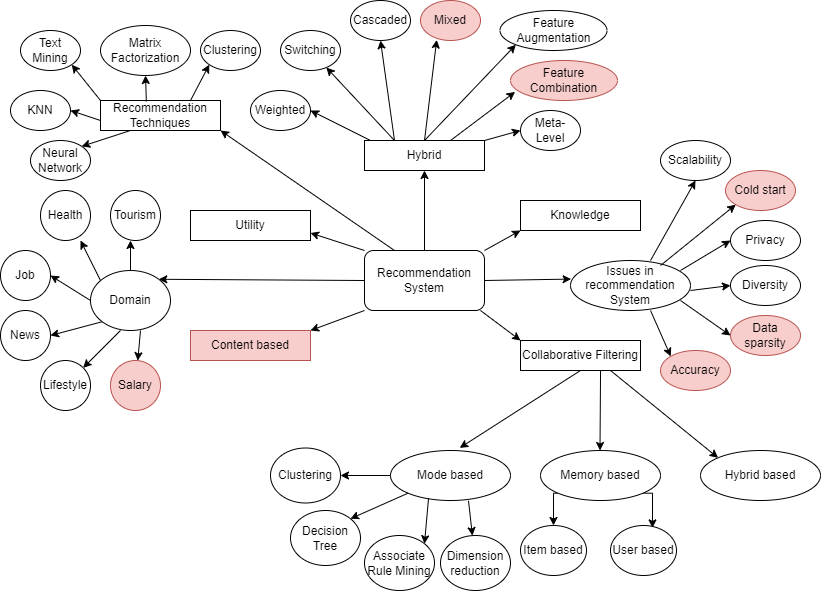 Cascaded
Mixed
Feature
Augmentation
Text
Mining
Matrix
Factorization
Clustering
Switching
Feature
Combination
KNN
Recommendation
Techniques
Weighted
Meta-
Level
Neural
Network
Hybrid
Scalability
Cold start
Health
Tourism
Utility
Knowledge
Privacy
Job
Domain
Recommendation
System
Issues in
recommendation
System
Diversity
News
Content based
Collaborative Filtering
Data
sparsity
Lifestyle
Salary
Accuracy
Clustering
Mode based
Memory based
Hybrid based
Decision
Tree
Associate
Rule Mining
Dimension
reduction
Item based
User based